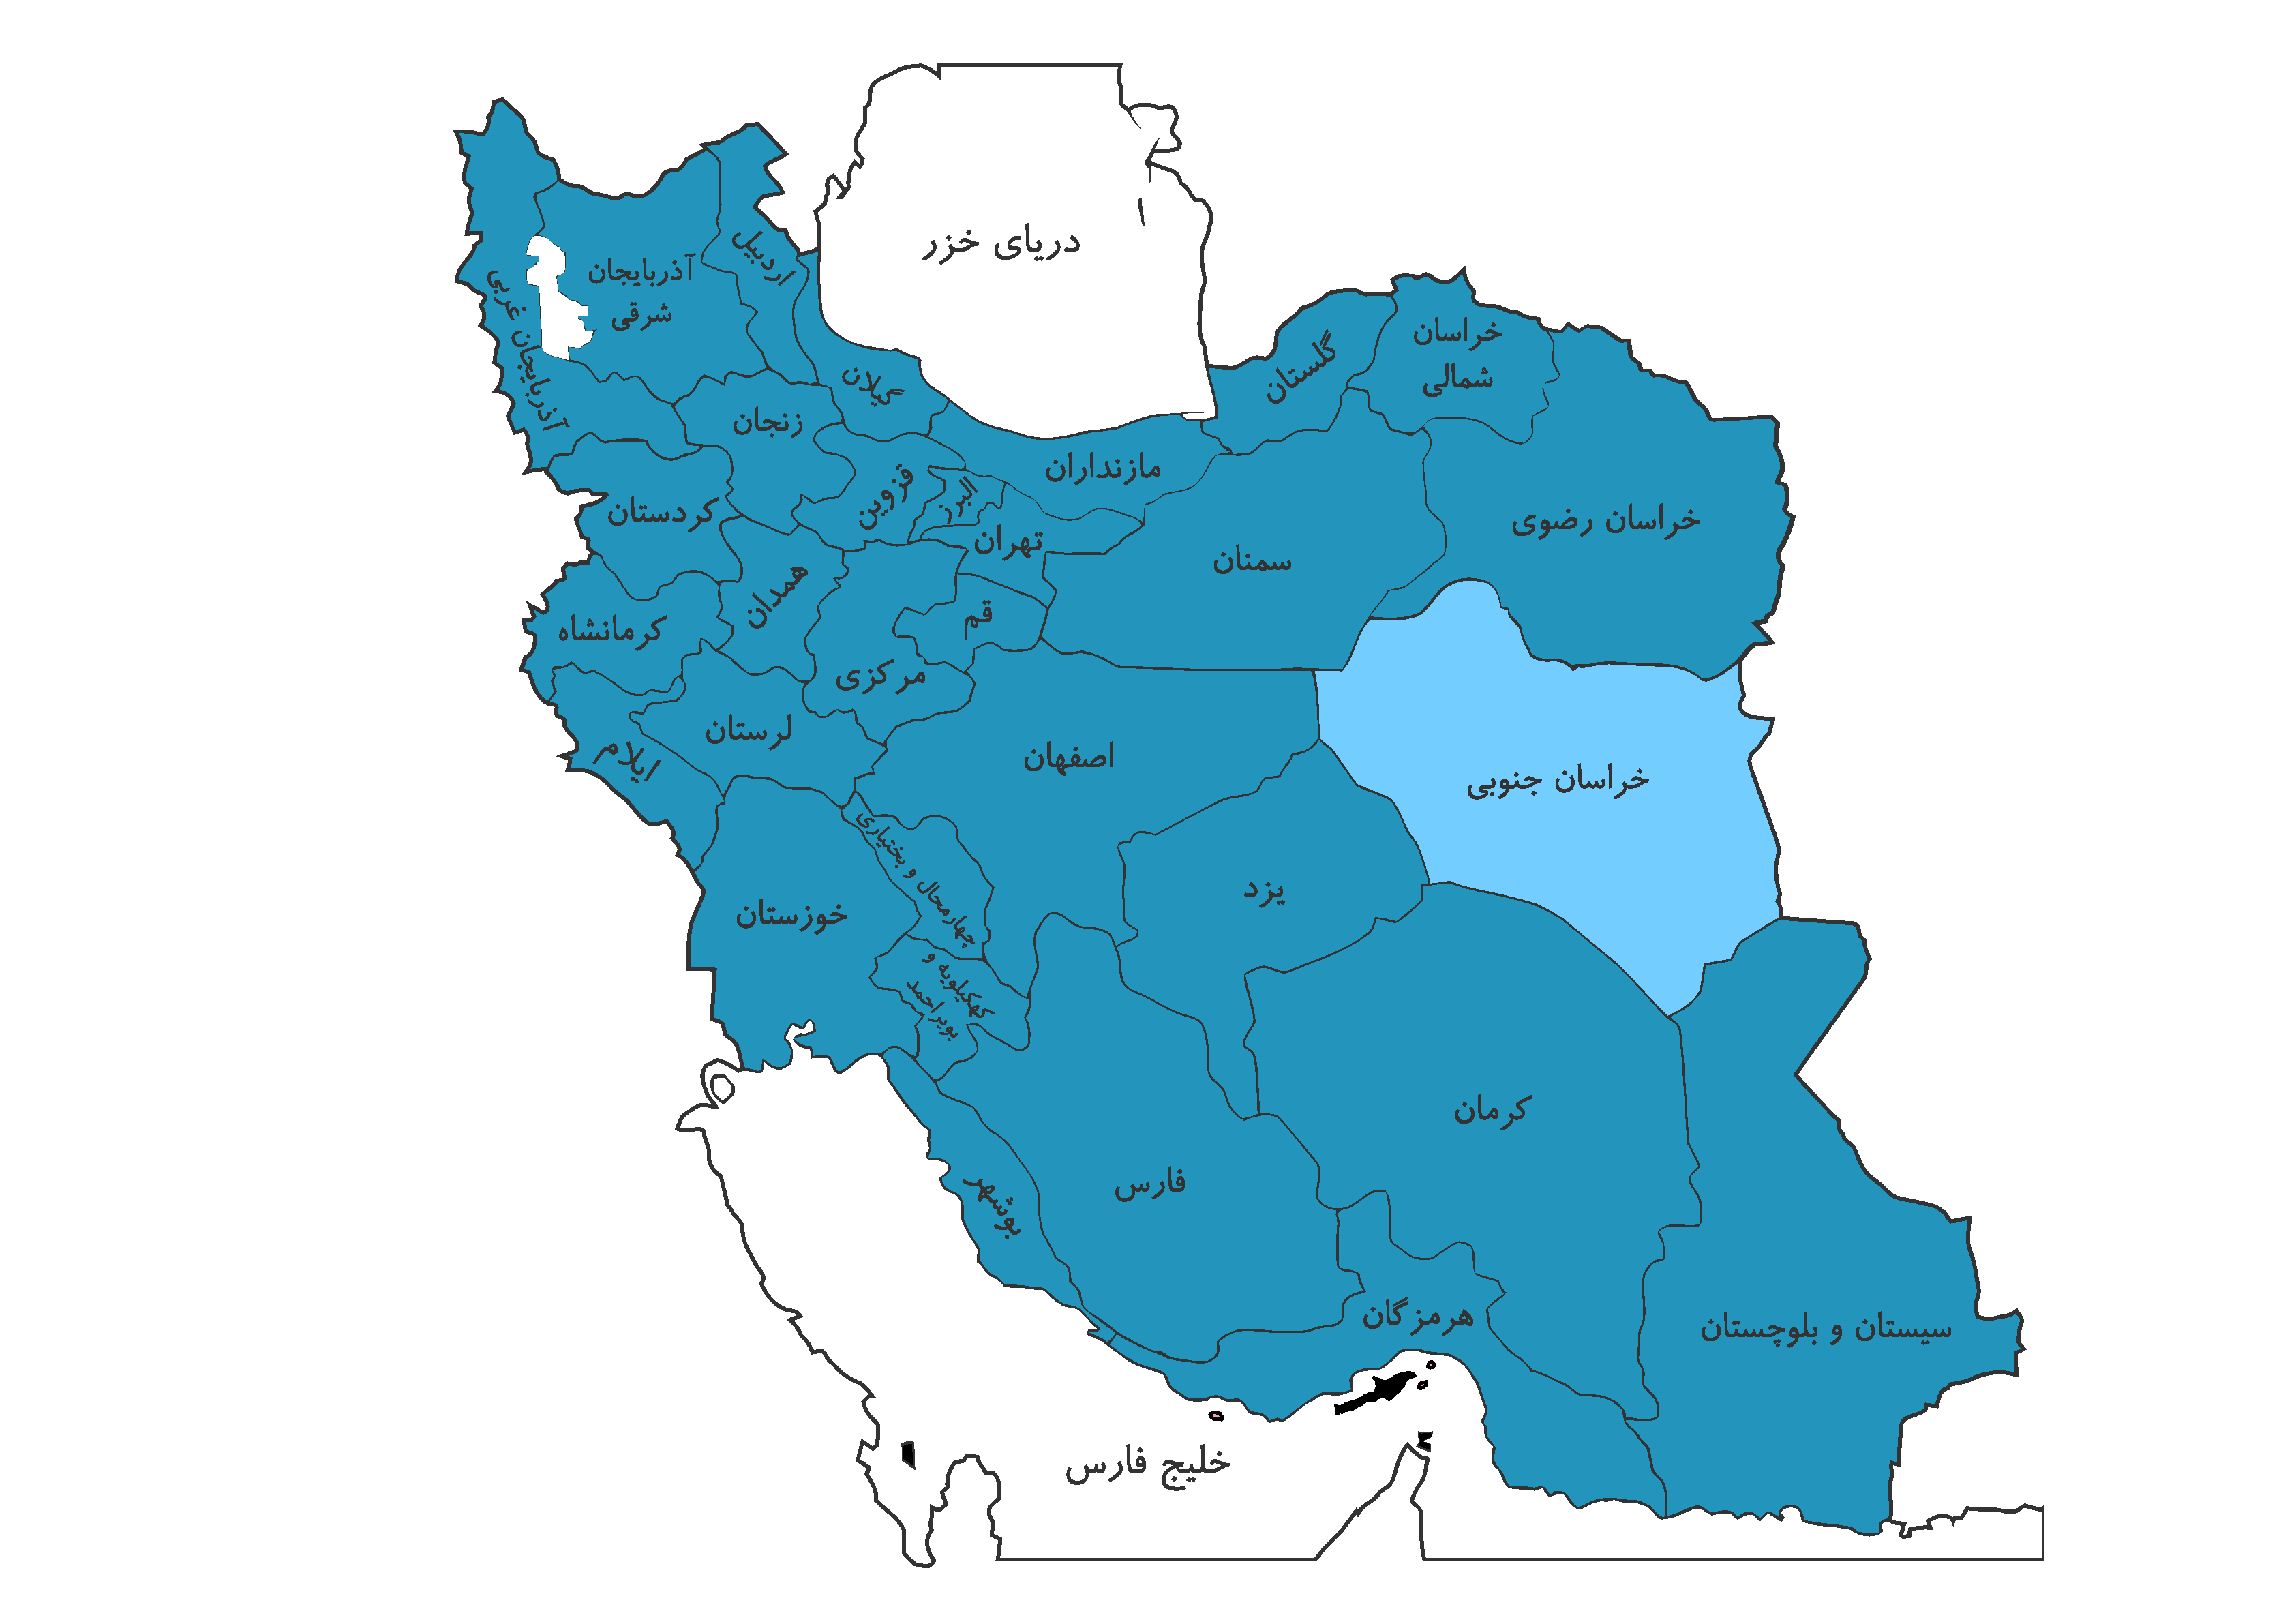 دریای خزر
اردبیل
آذربایجان
شرقی
آذربایجان غربی
گیلان
زنجان
گلستان
خراسان
شمالی
مازنداران
قزوین
البرز
کردستان
تهران
سمنان
خراسان رضوی
همدان
قم
کرمانشاه
مرکزی
لرستان
ایلام
اصفهان
خراسان جنوبی
چهارمحال و بختیاری
یزد
خوزستان
کهکیلویه و
بویراحمد
کرمان
فارس
بوشهر
هرمزگان
سیستان و بلوچستان
خلیج فارس